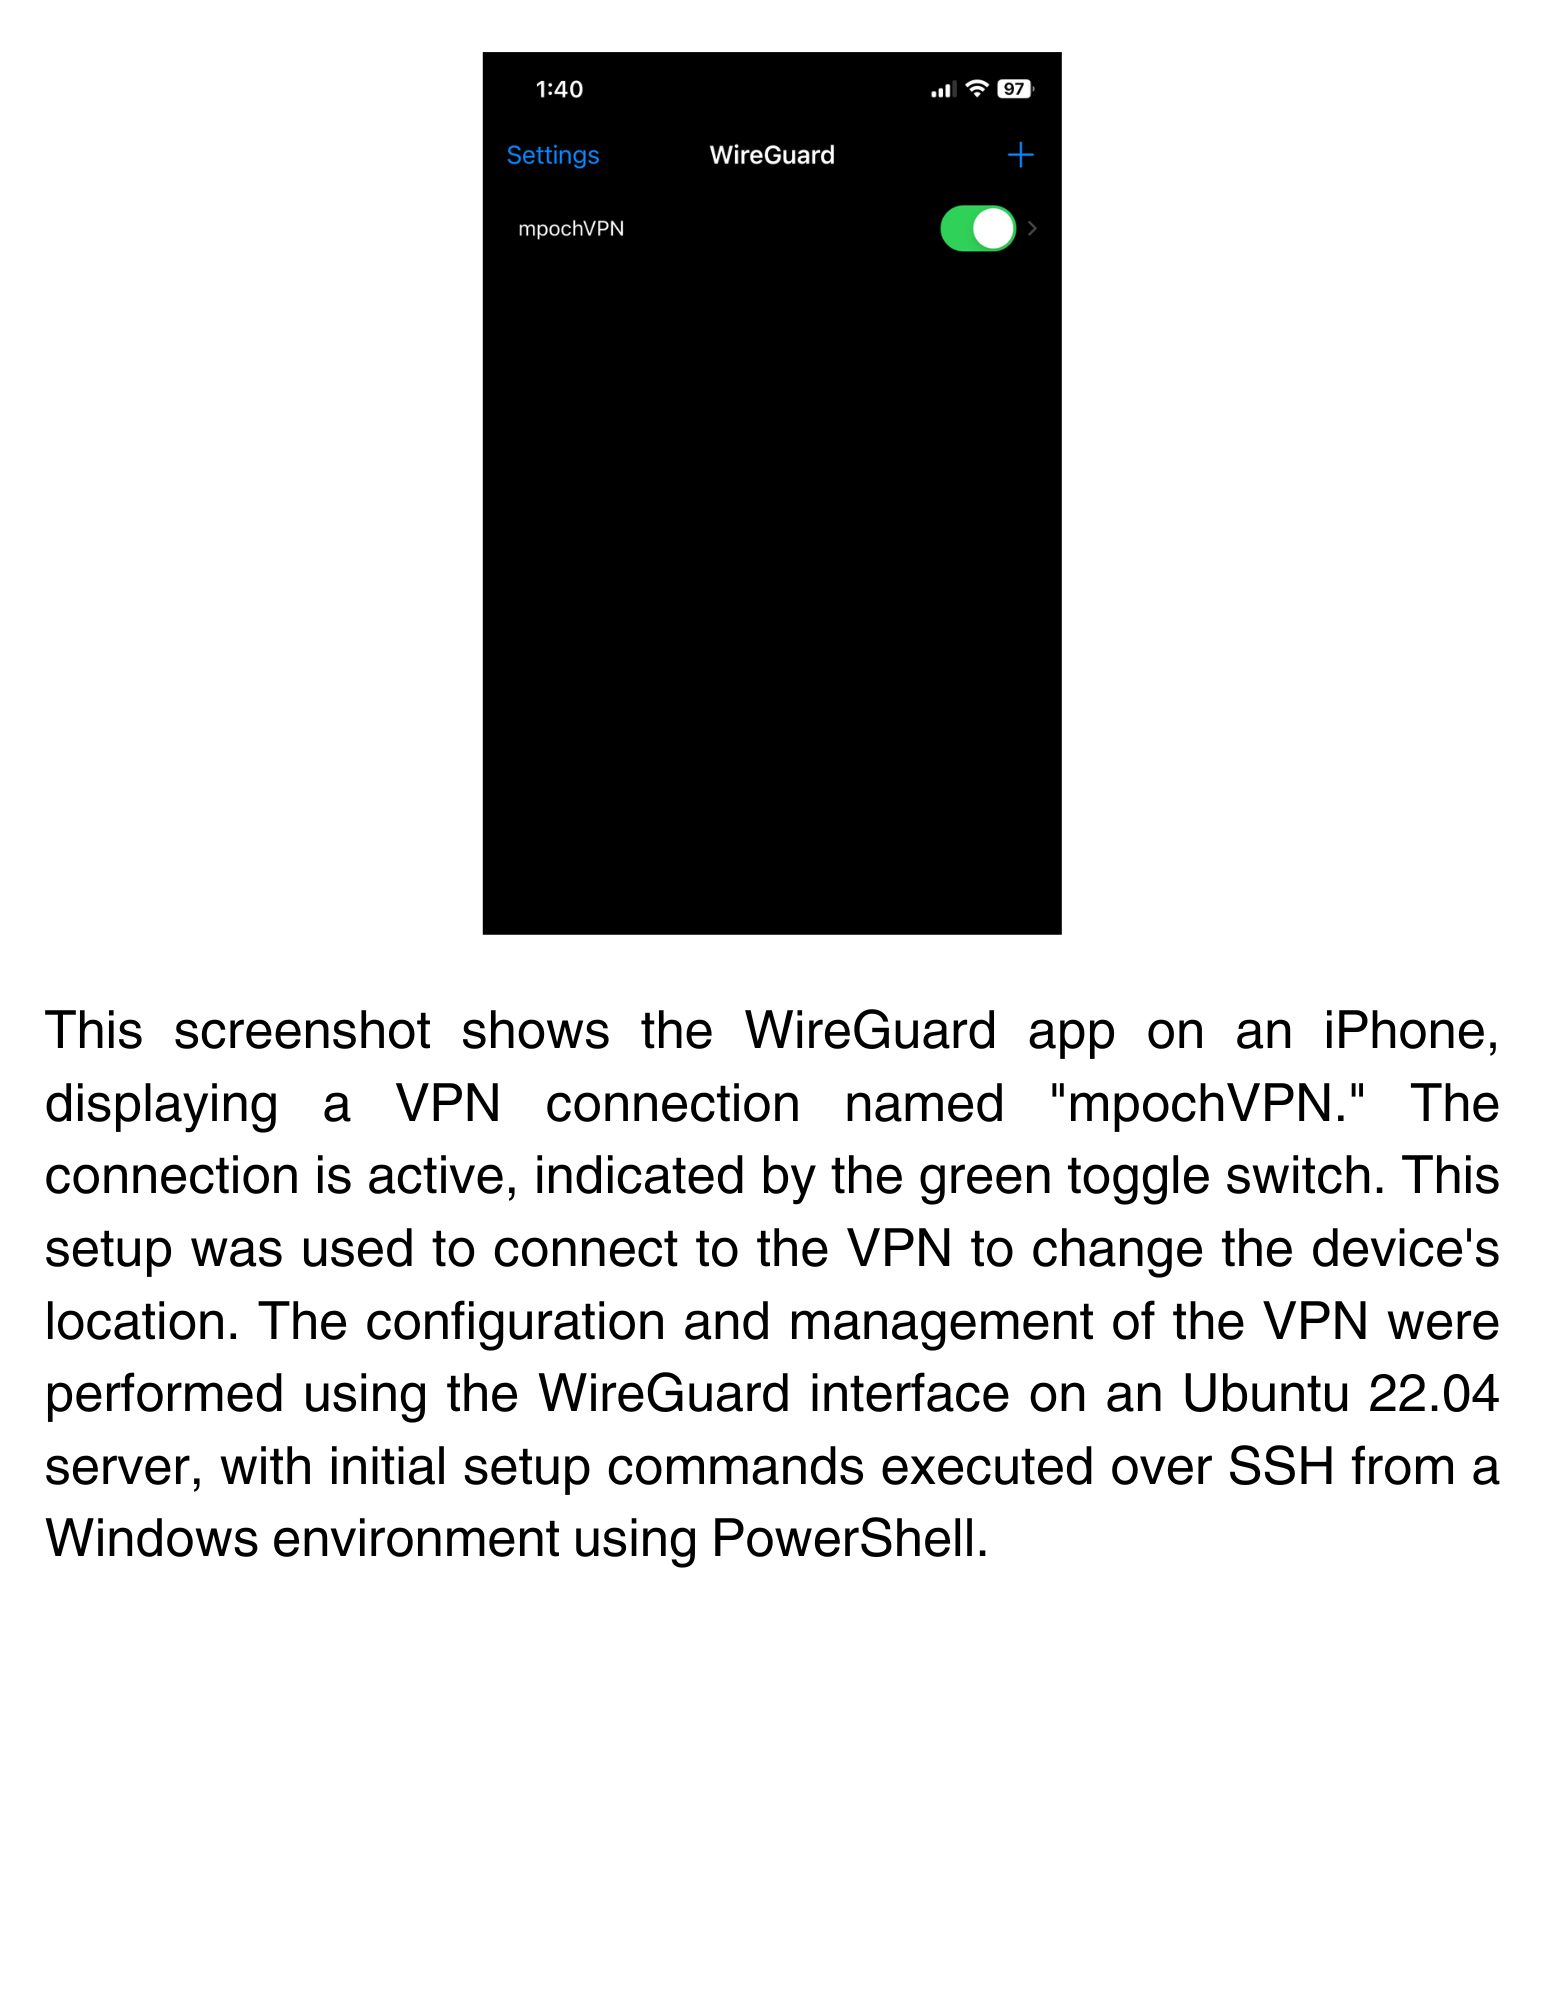 1:40
97
Settings
WireGuard
mpochVPN
This screenshot shows the WireGuard app on an iPhone,
displaying a VPN connection named "mpochVPN." The
connection is active, indicated by the green toggle switch. This
setup was used to connect to the VPN to change the device's
location. The configuration and management of the VPN were
performed using the WireGuard interface on an Ubuntu 22.04
server, with initial setup commands executed over SSH from a
Windows environment using PowerShell.